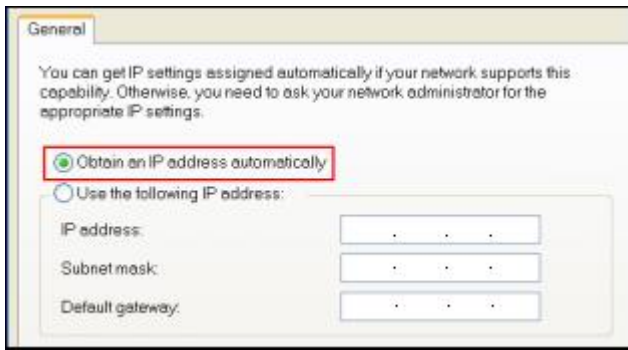 General
You can get IP settings assigned automatically if your network supports this
capability. Otherwise, you need to ask your network administrator for the
appropriate IP settings.
Obtain an IP address automatically
Use the following IP address:
IP address:
Subnet mask:
Default gateway: